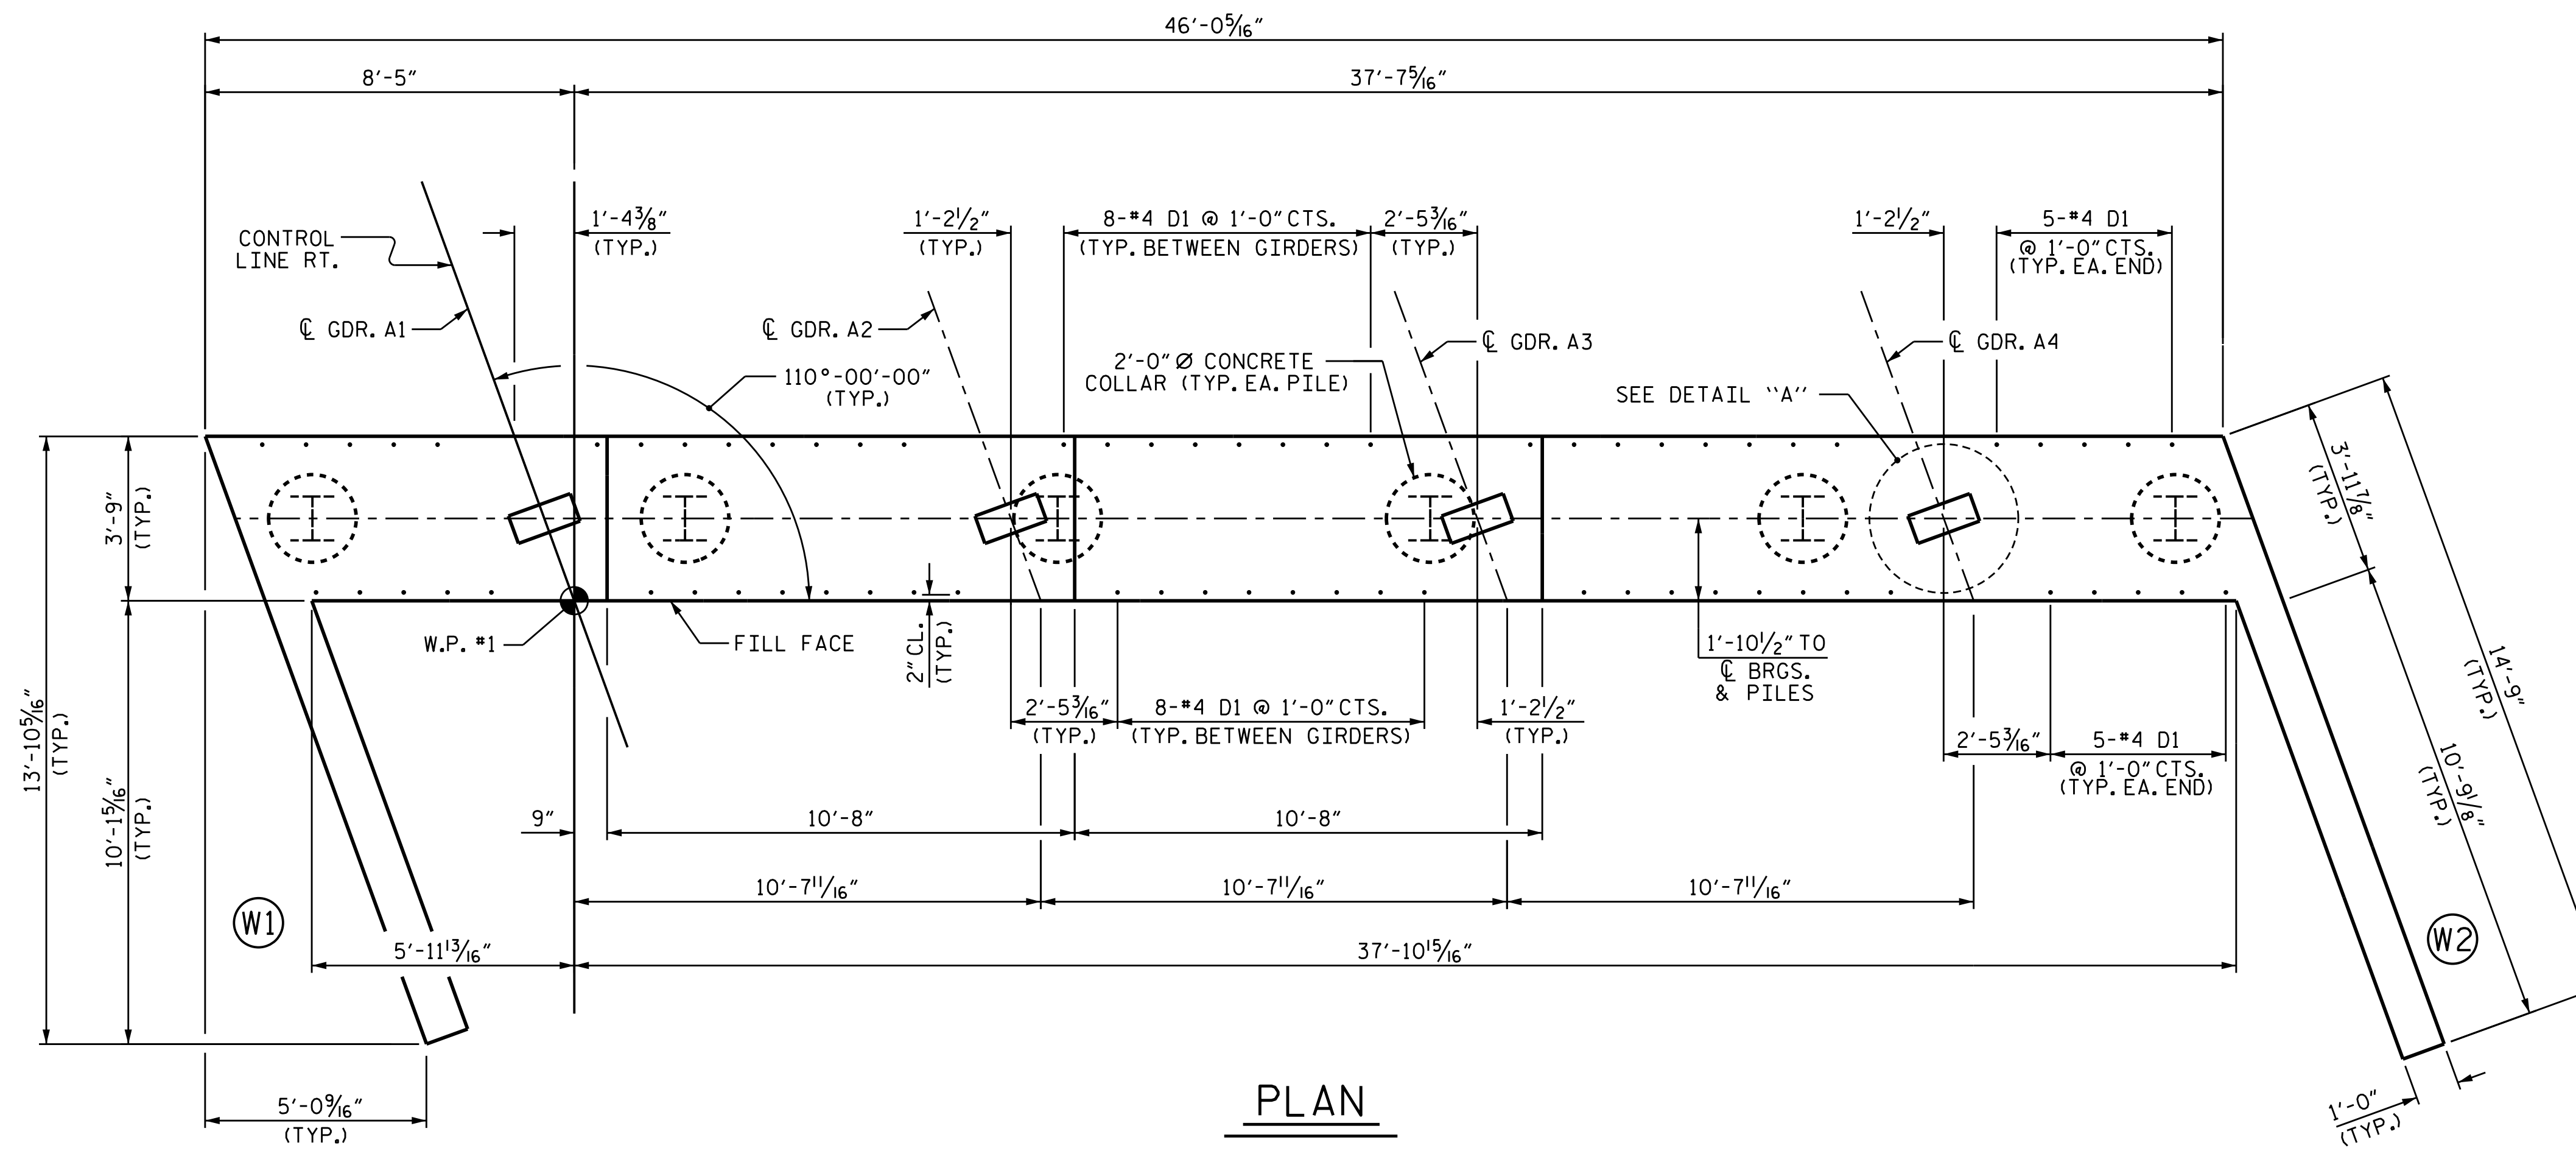 46'-0 5/16"
8'-5"
37'-7 5/16"
1'-4 3/8"
(TYP.)
1'-2 1/2"
(TYP.)
8-#4 D1 @ 1'-0" CTS.
(TYP. BETWEEN GIRDERS)
2'-5 3/16"
(TYP.)
1'-2 1/2"
5-#4 D1
@ 1'-0" CTS.
(TYP. EA. END)
CONTROL
LINE RT.
℄ GDR. A1
℄ GDR. A2
℄ GDR. A3
℄ GDR. A4
110°-00'-00"
(TYP.)
2'-0" Ø CONCRETE
COLLAR (TYP. EA. PILE)
SEE DETAIL "A"
3'-9"
(TYP.)
3'-11 7/8"
(TYP.)
W.P. #1
FILL FACE
2" CL.
(TYP.)
1'-10 1/2" TO
℄ BRGS.
& PILES
14'-9"
(TYP.)
13'-10 5/16"
(TYP.)
10'-1 5/16"
(TYP.)
2'-5 3/16"
(TYP.)
8-#4 D1 @ 1'-0" CTS.
(TYP. BETWEEN GIRDERS)
1'-2 1/2"
(TYP.)
2'-5 3/16"
5-#4 D1
@ 1'-0" CTS.
(TYP. EA. END)
10'-9 1/8"
(TYP.)
9"
10'-8"
10'-8"
10'-7 11/16"
10'-7 11/16"
10'-7 11/16"
W1
W2
5'-11 13/16"
37'-10 15/16"
5'-0 9/16"
(TYP.)
1'-0"
(TYP.)
PLAN